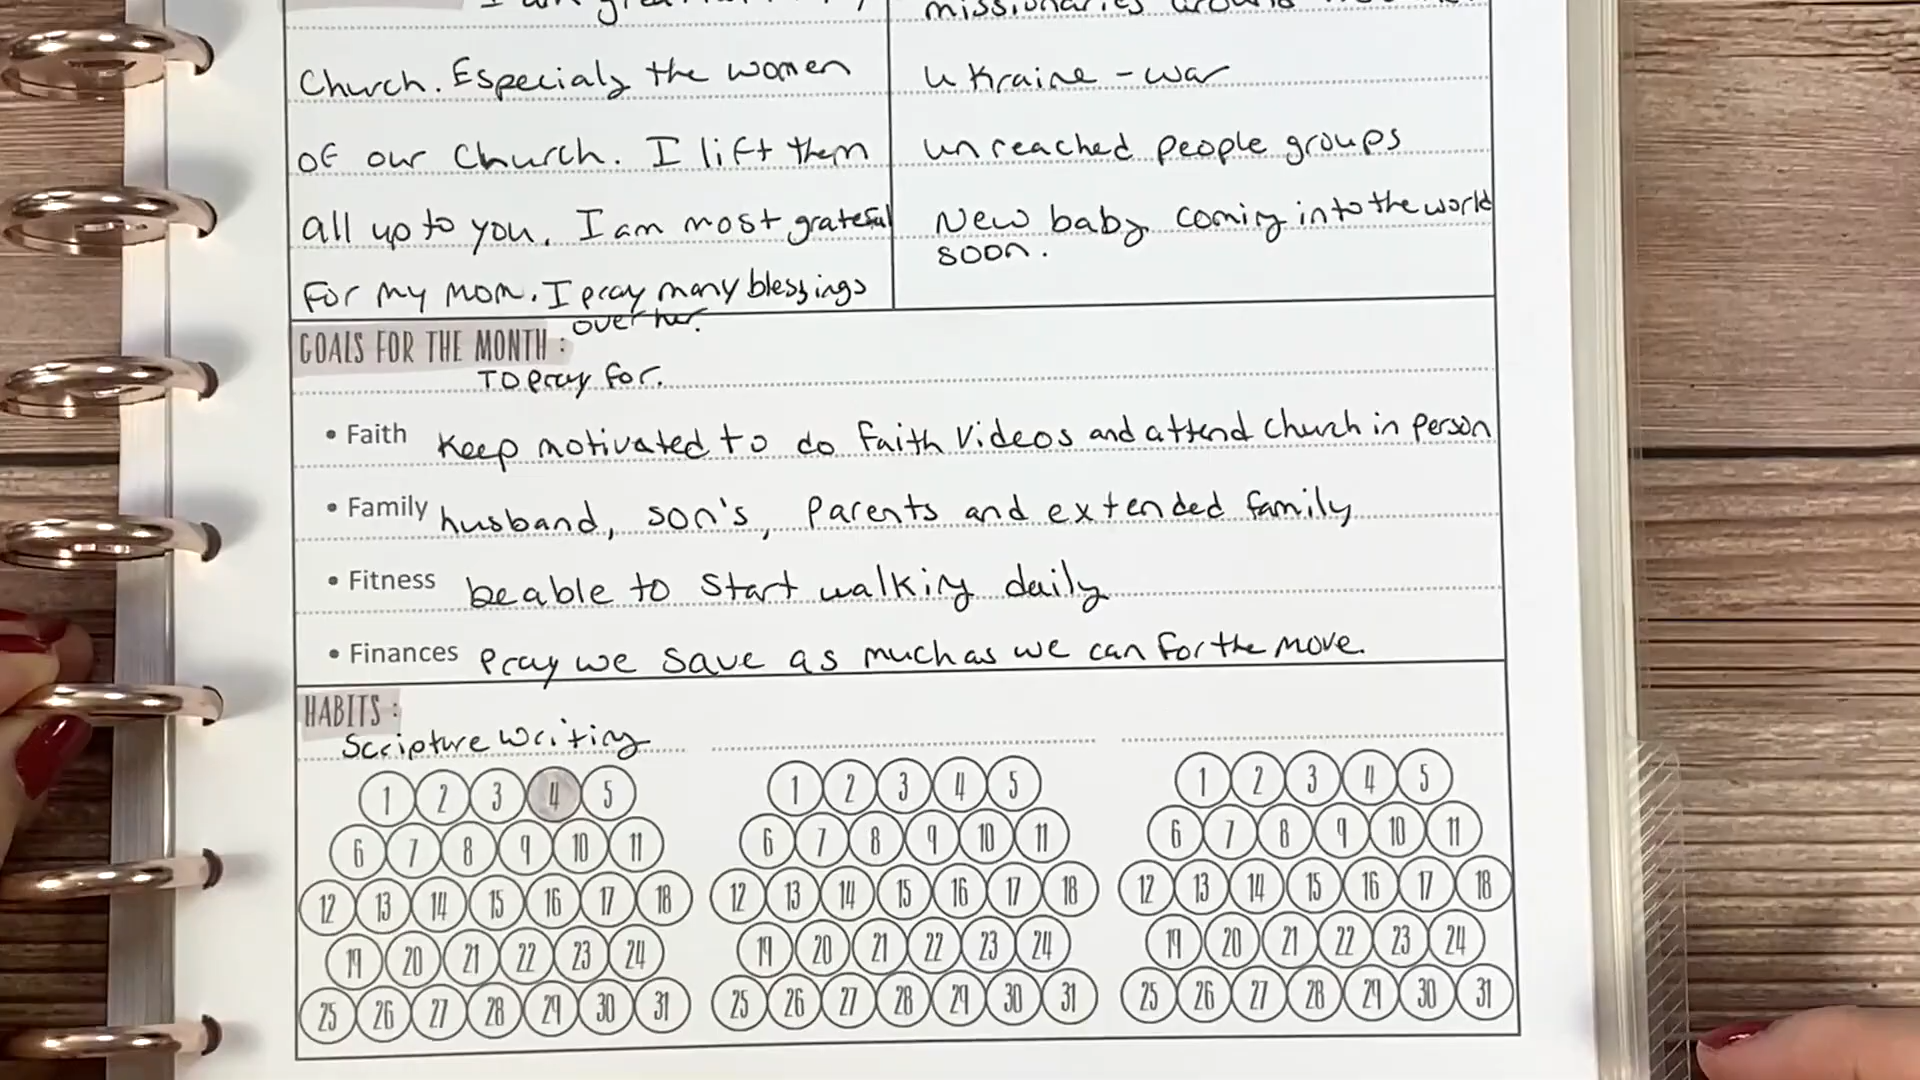 I am
missionaries around
Church. Especialy the women
of our Church. I lift them
all up to you. I am most grateful
for my mom. I pray many blessings
over her.
Ukraine - war
unreached people groups
New baby coming into the world
soon.
GOALS FOR THE MONTH :
To pray for.
• Faith keep motivated to do faith videos and attend church in person
• Family husband, son's, parents and extended family
• Fitness be able to start walking daily
• Finances pray we save as much as we can for the move.
HABITS :
Scripture writing
1 2 3 4 5
6 7 8 9 10 11
12 13 14 15 16 17 18
19 20 21 22 23 24
25 26 27 28 29 30 31
1 2 3 4 5
6 7 8 9 10 11
12 13 14 15 16 17 18
19 20 21 22 23 24
25 26 27 28 29 30 31
1 2 3 4 5
6 7 8 9 10 11
12 13 14 15 16 17 18
19 20 21 22 23 24
25 26 27 28 29 30 31